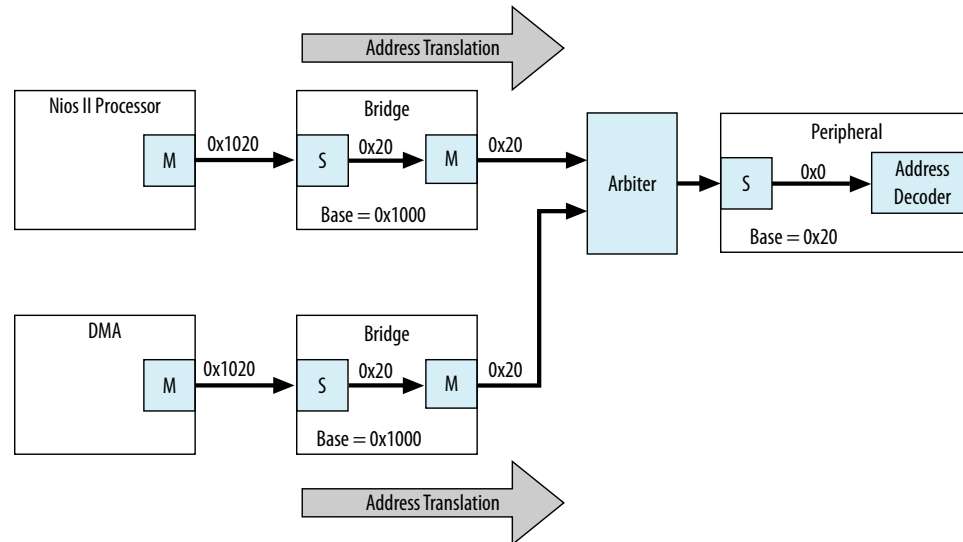 Address Translation
Nios II Processor
M
0x1020
Bridge
S
0x20
M
Base = 0x1000
0x20
Arbiter
Peripheral
S
0x0
Address
Decoder
Base = 0x20
DMA
M
0x1020
Bridge
S
0x20
M
Base = 0x1000
0x20
Address Translation